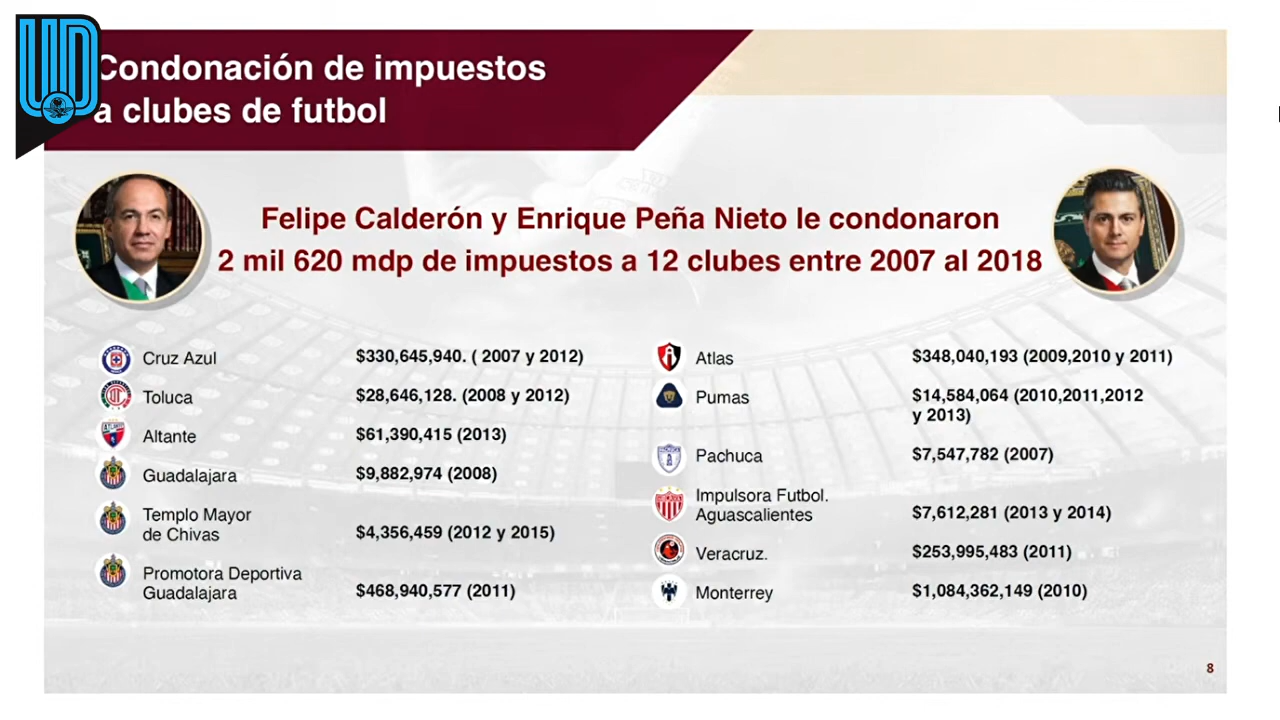 Condonación de impuestos
a clubes de futbol
Felipe Calderón y Enrique Peña Nieto le condonaron
2 mil 620 mdp de impuestos a 12 clubes entre 2007 al 2018
Cruz Azul $330,645,940. ( 2007 y 2012)
Toluca $28,646,128. (2008 y 2012)
Altante $61,390,415 (2013)
Guadalajara $9,882,974 (2008)
Templo Mayor
de Chivas $4,356,459 (2012 y 2015)
Promotora Deportiva
Guadalajara $468,940,577 (2011)
Atlas $348,040,193 (2009,2010 y 2011)
Pumas $14,584,064 (2010,2011,2012
y 2013)
Pachuca $7,547,782 (2007)
Impulsora Futbol.
Aguascalientes $7,612,281 (2013 y 2014)
Veracruz. $253,995,483 (2011)
Monterrey $1,084,362,149 (2010)
8